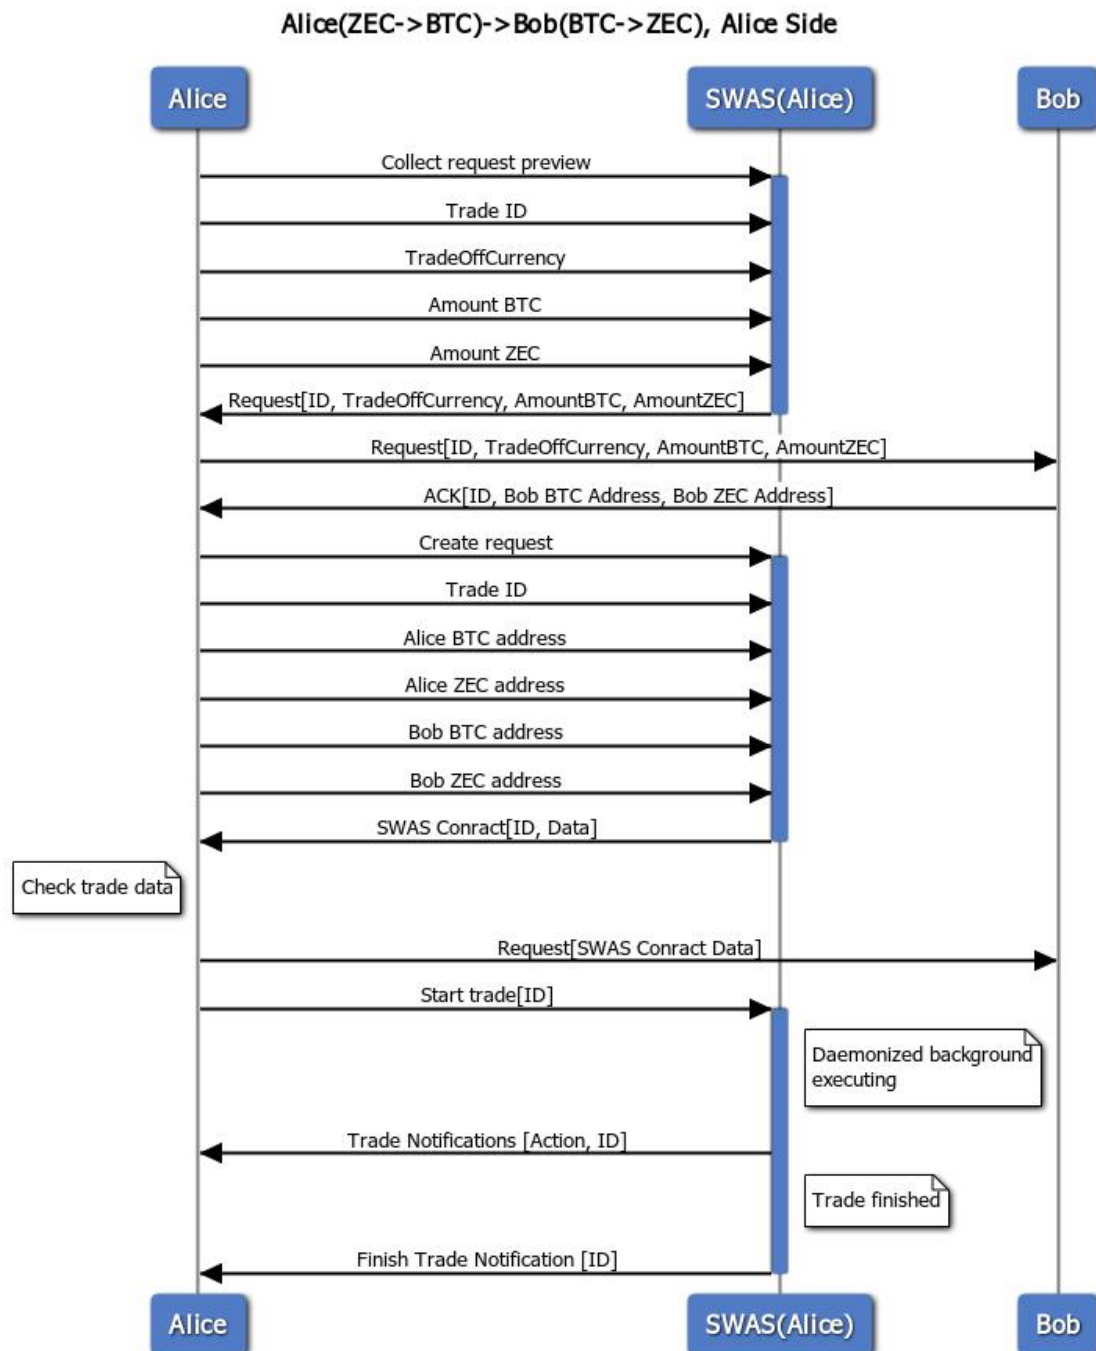 Alice(ZEC->BTC)->Bob(BTC->ZEC), Alice Side
Alice
SWAS(Alice)
Bob
Collect request preview
Trade ID
TradeOffCurrency
Amount BTC
Amount ZEC
Request[ID, TradeOffCurrency, AmountBTC, AmountZEC]
Request[ID, TradeOffCurrency, AmountBTC, AmountZEC]
ACK[ID, Bob BTC Address, Bob ZEC Address]
Create request
Trade ID
Alice BTC address
Alice ZEC address
Bob BTC address
Bob ZEC address
SWAS Conract[ID, Data]
Check trade data
Request[SWAS Conract Data]
Start trade[ID]
Daemonized background
executing
Trade Notifications [Action, ID]
Trade finished
Finish Trade Notification [ID]
Alice
SWAS(Alice)
Bob